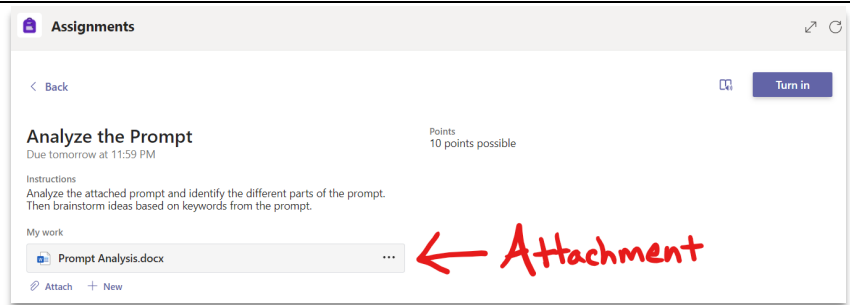 Assignments
Back
Turn in
Analyze the Prompt
Due tomorrow at 11:59 PM
Points
10 points possible
Instructions
Analyze the attached prompt and identify the different parts of the prompt.
Then brainstorm ideas based on keywords from the prompt.
My work
Prompt Analysis.docx
Attachment
Attach
New